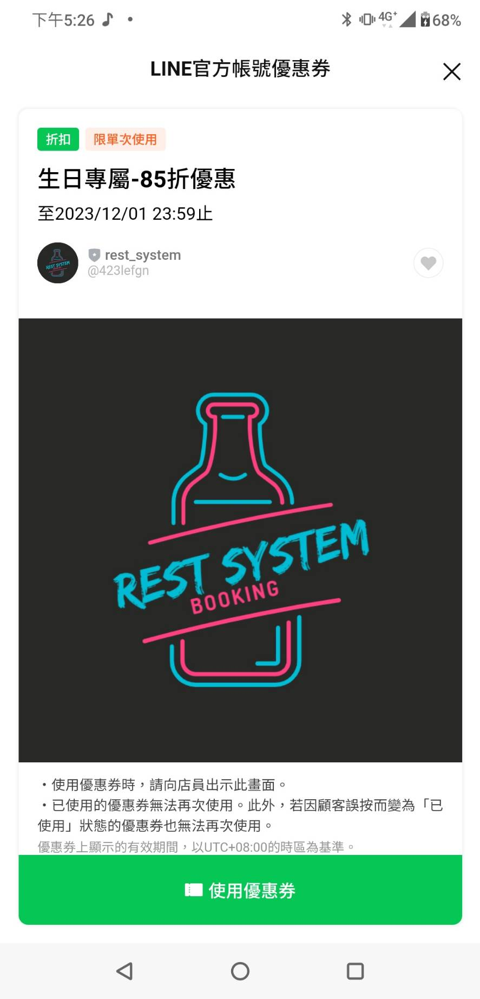 下午5:26
4G+
68%
LINE官方帳號優惠券
折扣 限單次使用
生日專屬-85折優惠
至2023/12/01 23:59止
REST SYSTEM
rest_system
@423lefgn
REST SYSTEM
BOOKING
・使用優惠券時，請向店員出示此畫面。
・已使用的優惠券無法再次使用。此外，若因顧客誤按而變為「已
使用」狀態的優惠券也無法再次使用。
優惠券上顯示的有效期間，以UTC+08:00的時區為基準。
使用優惠券